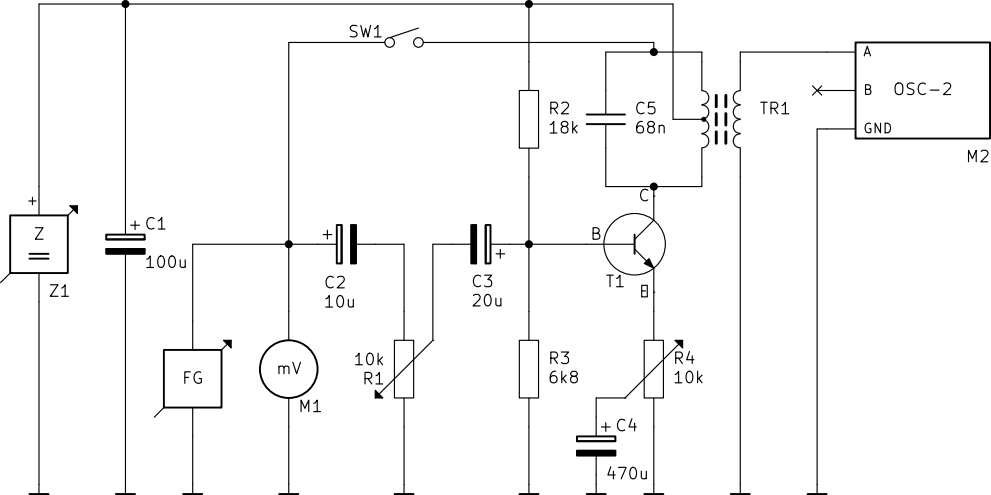 SW1
A
B
OSC-2
GND
M2
R2
18k
C5
68n
TR1
+
Z
Z1
+ C1
100u
+
C2
10u
C3
20u
+
C
B
T1
E
FG
mV
M1
10k
R1
R3
6k8
R4
10k
+ C4
470u